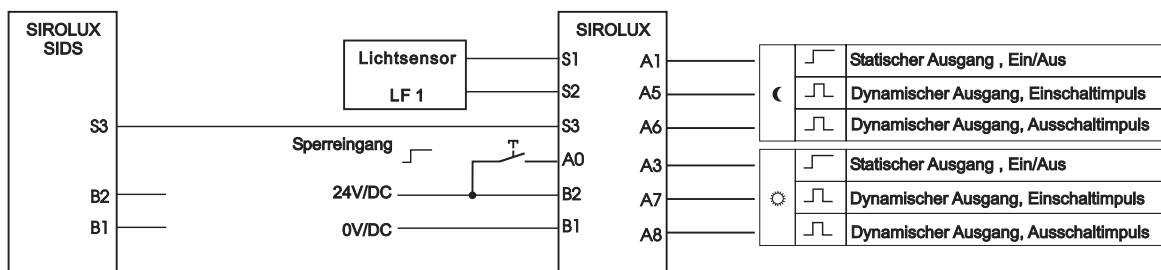 SIROLUX
SIDS
S3
B2
B1
Lichtsensor
LF 1
Sperreingang
24V/DC
0V/DC
SIROLUX
S1
S2
S3
A0
B2
B1
A1
A5
A6
A3
A7
A8
Statischer Ausgang , Ein/Aus
Dynamischer Ausgang, Einschaltimpuls
Dynamischer Ausgang, Ausschaltimpuls
Statischer Ausgang , Ein/Aus
Dynamischer Ausgang, Einschaltimpuls
Dynamischer Ausgang, Ausschaltimpuls